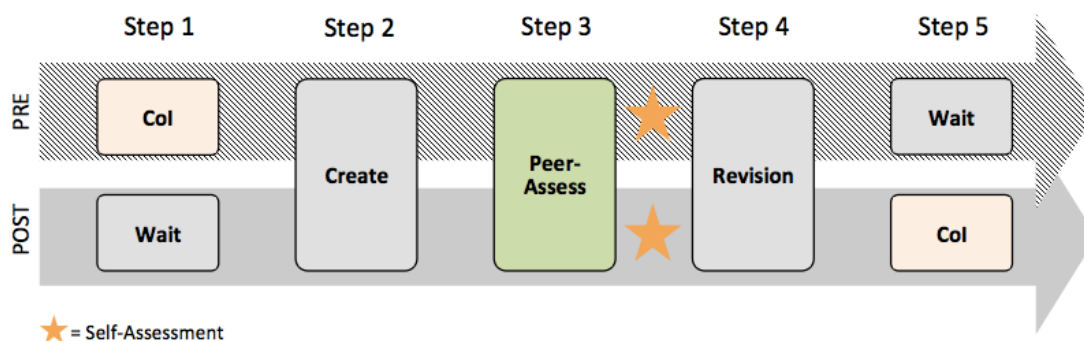 Step 1 Step 2 Step 3 Step 4 Step 5
PRE
CoI
Wait
Create
Peer-
Assess
Revision
POST
Wait
CoI
= Self-Assessment